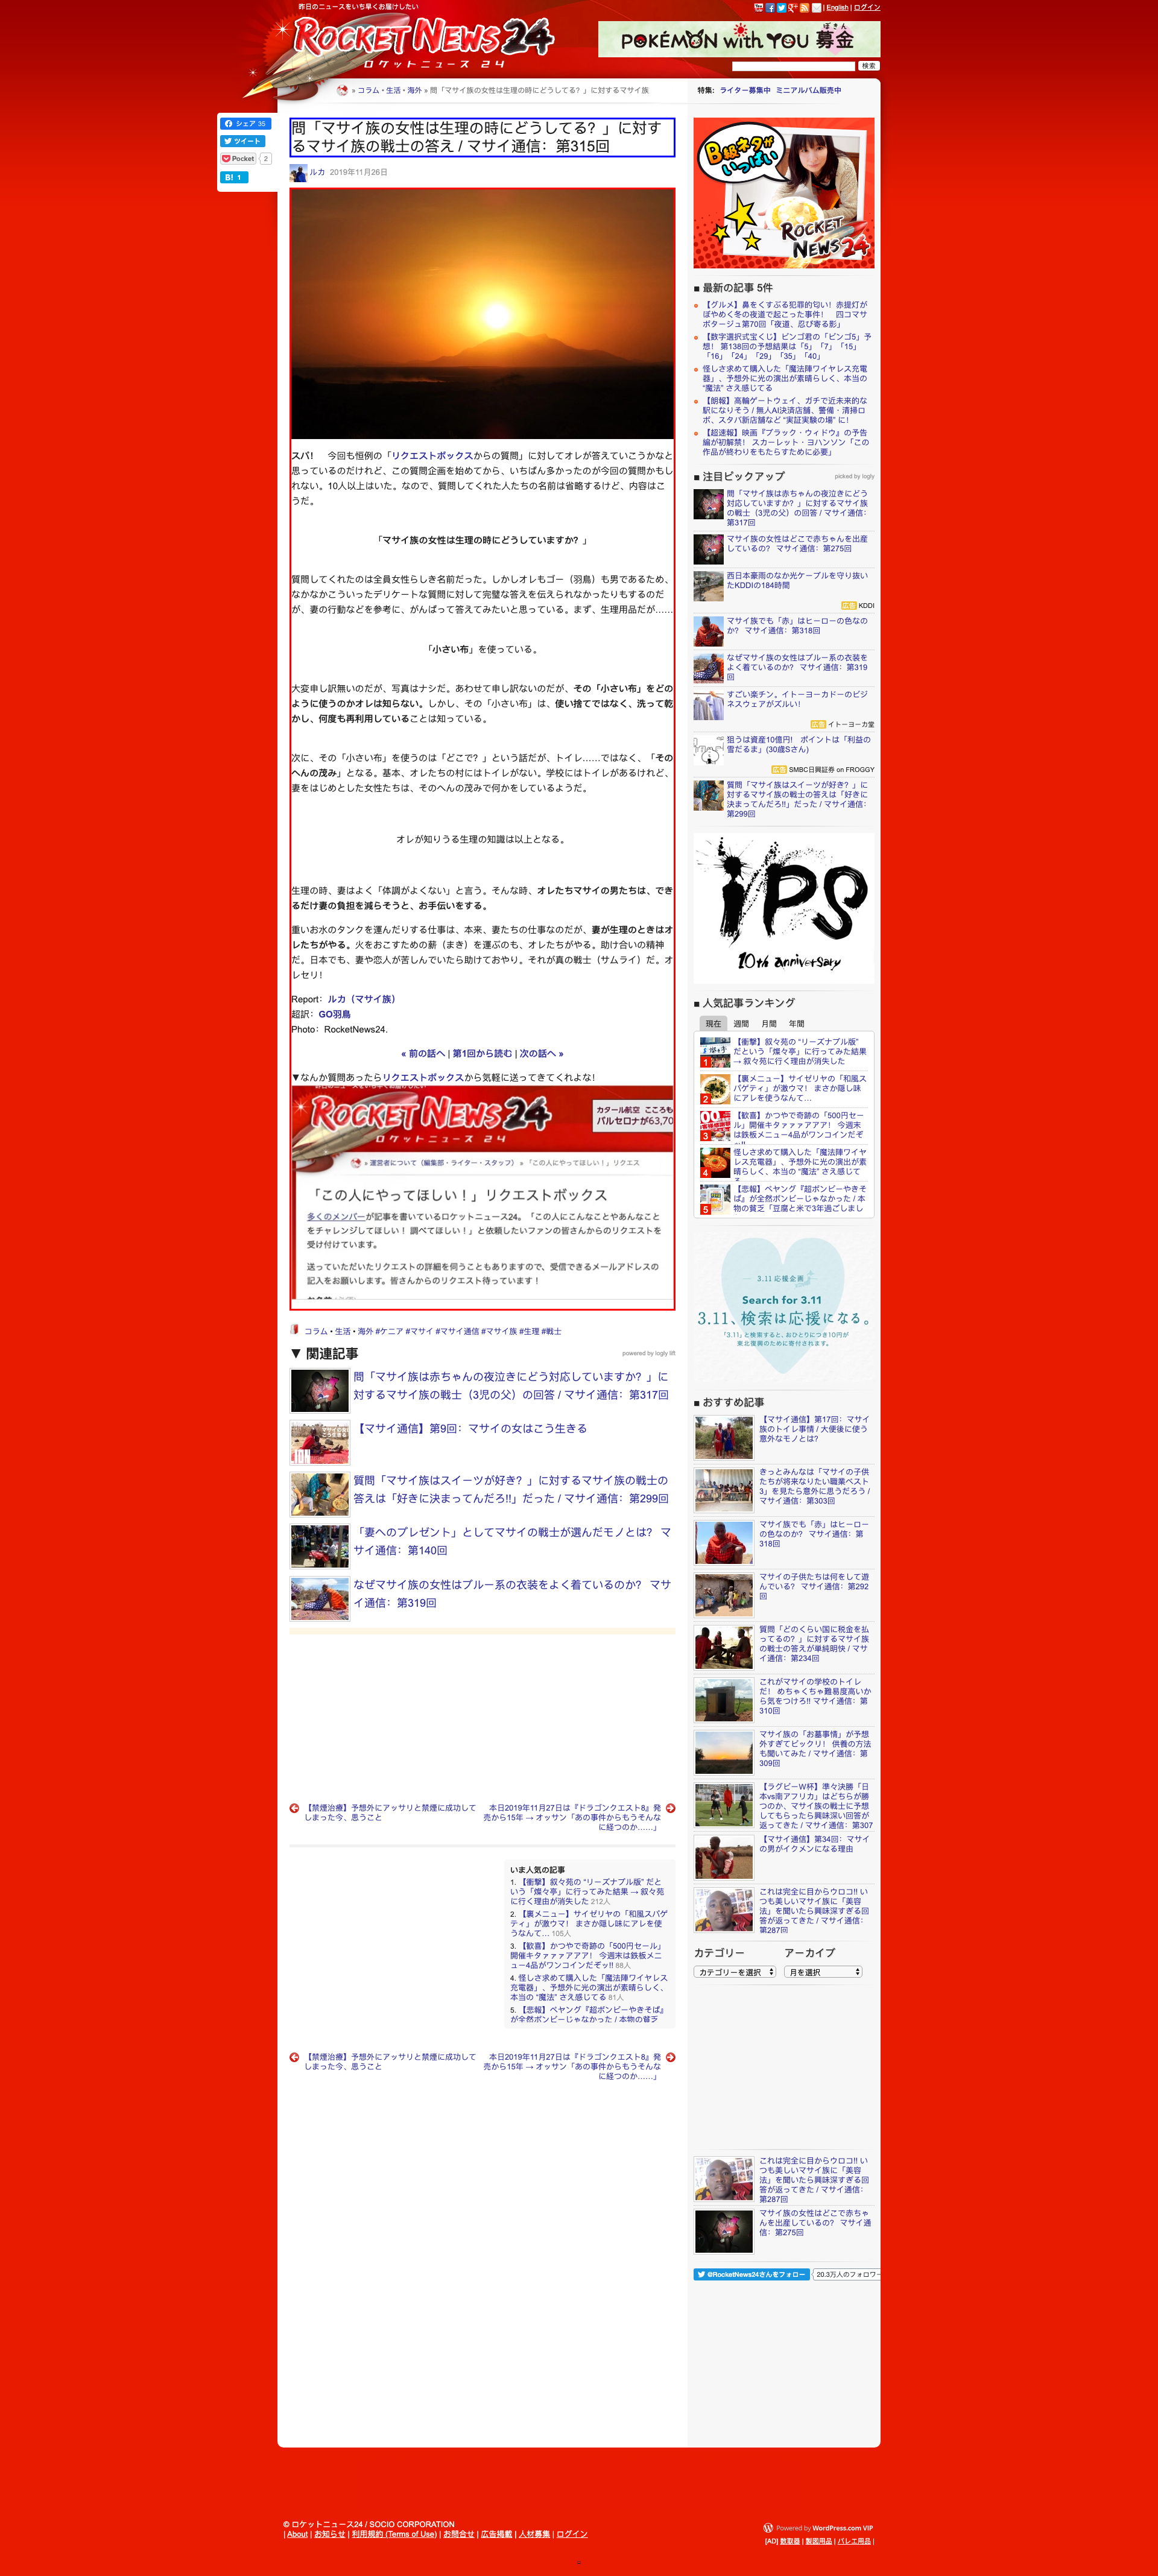 昨日のニュースをいち早くお届けしたい
| English | ログイン
ROCKET NEWS 24
ロケットニュース 24
POKÉMON with YOU 募金
ぼきん
検索
» コラム • 生活 • 海外 » 問「マサイ族の女性は生理の時にどうしてる？」に対するマサイ族
特集: ライター募集中 ミニアルバム販売中
シェア 35
ツイート
Pocket 2
B! 1
問「マサイ族の女性は生理の時にどうしてる？」に対す
るマサイ族の戦士の答え / マサイ通信：第315回
ルカ 2019年11月26日
スパ！　今回も恒例の「リクエストボックスからの質問」に対してオレが答えていこうかなと
思っているのだけれど、この質問企画を始めてから、いちばん多かったのが今回の質問かもし
れない。10人以上はいた。なので、質問してくれた人たちの名前は省略するけど、内容はこ
うだ。
「マサイ族の女性は生理の時にどうしていますか？」
質問してくれたのは全員女性らしき名前だった。しかしオレもゴー（羽鳥）も男であるため、
なかなかこういったデリケートな質問に対して完璧な答えを伝えられなかったりもするのだ
が、妻の行動などを参考に、がんばって答えてみたいと思っている。まず、生理用品だが……
「小さい布」を使っている。
大変申し訳無いのだが、写真はナシだ。あわせて申し訳ないのだが、その「小さい布」をどの
ように使うのかオレは知らない。しかし、その「小さい布」は、使い捨てではなく、洗って乾
かし、何度も再利用していることは知っている。
次に、その「小さい布」を使うのは「どこで？」という話だが、トイレ……ではなく、「その
へんの茂み」となる。基本、オレたちの村にはトイレがない。学校にはトイレがあるけれど、
妻をはじめとした女性たちは、そのへんの茂みで何かをしているようだ。
オレが知りうる生理の知識は以上となる。
生理の時、妻はよく「体調がよくない」と言う。そんな時、オレたちマサイの男たちは、でき
るだけ妻の負担を減らそうと、お手伝いをする。
重いお水のタンクを運んだりする仕事は、本来、妻たちの仕事なのだが、妻が生理のときはオ
レたちがやる。火をおこすための薪（まき）を運ぶのも、オレたちがやる。助け合いの精神
だ。日本でも、妻や恋人が苦しんでいたら助けておやり。それが真の戦士（サムライ）だ。オ
レセリ！
Report：ルカ（マサイ族）
超訳：GO羽鳥
Photo：RocketNews24.
« 前の話へ | 第1回から読む | 次の話へ »
▼なんか質問あったらリクエストボックスから気軽に送ってきてくれよな！
ROCKET NEWS 24
ロケットニュース 24
カタール航空 こころも
バルセロナが63,70
» 運営者について（編集部・ライター・スタッフ） » 「この人にやってほしい！」リクエス
「この人にやってほしい！」リクエストボックス
多くのメンバーが記事を書いているロケットニュース24。「この人にこんなことやあんなこと
をチャレンジしてほしい！ 調べてほしい！」と依頼したいファンの皆さんからのリクエストを
受け付けています。
送っていただいたリクエストの詳細を伺うこともありますので、受信できるメールアドレスの
記入をお願いします。皆さんからのリクエスト待っています！
コラム • 生活 • 海外 #ケニア #マサイ #マサイ通信 #マサイ族 #生理 #戦士
▼ 関連記事
powered by logly lift
問「マサイ族は赤ちゃんの夜泣きにどう対応していますか？」に
対するマサイ族の戦士（3児の父）の回答 / マサイ通信：第317回
【マサイ通信】第9回：マサイの女はこう生きる
質問「マサイ族はスイーツが好き？」に対するマサイ族の戦士の
答えは「好きに決まってんだろ!!」だった / マサイ通信：第299回
「妻へのプレゼント」としてマサイの戦士が選んだモノとは？ マ
サイ通信：第140回
なぜマサイ族の女性はブルー系の衣装をよく着ているのか？ マサ
イ通信：第319回
【禁煙治療】予想外にアッサリと禁煙に成功して
しまった今、思うこと
本日2019年11月27日は『ドラゴンクエスト8』発
売から15年 → オッサン「あの事件からもうそんな
に経つのか……」
いま人気の記事
1. 【衝撃】叙々苑の “リーズナブル版” だと
いう「燦々亭」に行ってみた結果 → 叙々苑
に行く理由が消失した 212人
2. 【裏メニュー】サイゼリヤの「和風スパゲ
ティ」が激ウマ！ まさか隠し味にアレを使
うなんて… 105人
3. 【歓喜】かつやで奇跡の「500円セール」
開催キタァァァアアア！ 今週末は鉄板メニ
ュー4品がワンコインだぞッ!! 88人
4. 怪しさ求めて購入した「魔法陣ワイヤレス
充電器」、予想外に光の演出が素晴らしく、
本当の “魔法” さえ感じてる 81人
5. 【悲報】ペヤング『超ボンビーやきそば』
が全然ボンビーじゃなかった / 本物の貧乏
【禁煙治療】予想外にアッサリと禁煙に成功して
しまった今、思うこと
本日2019年11月27日は『ドラゴンクエスト8』発
売から15年 → オッサン「あの事件からもうそんな
に経つのか……」
B級ネタがいっぱい
ROCKET NEWS 24
■ 最新の記事 5件
【グルメ】鼻をくすぐる犯罪的匂い！ 赤提灯が
ぼやめく冬の夜道で起こった事件！　四コマサ
ボタージュ第70回「夜道、忍び寄る影」
【数字選択式宝くじ】ビンゴ君の「ビンゴ5」予
想！ 第138回の予想結果は「5」「7」「15」
「16」「24」「29」「35」「40」
怪しさ求めて購入した「魔法陣ワイヤレス充電
器」、予想外に光の演出が素晴らしく、本当の
“魔法” さえ感じてる
【朗報】高輪ゲートウェイ、ガチで近未来的な
駅になりそう / 無人AI決済店舗、警備・清掃ロ
ボ、スタバ新店舗など “実証実験の場” に！
【超速報】映画『ブラック・ウィドウ』の予告
編が初解禁！ スカーレット・ヨハンソン「この
作品が終わりをもたらすために必要」
■ 注目ピックアップ
picked by logly
問「マサイ族は赤ちゃんの夜泣きにどう
対応していますか？」に対するマサイ族
の戦士（3児の父）の回答 / マサイ通信：
第317回
マサイ族の女性はどこで赤ちゃんを出産
しているの？ マサイ通信：第275回
西日本豪雨のなか光ケーブルを守り抜い
たKDDIの184時間
広告 KDDI
マサイ族でも「赤」はヒーローの色なの
か？ マサイ通信：第318回
なぜマサイ族の女性はブルー系の衣装を
よく着ているのか？ マサイ通信：第319
回
すごい楽チン。イトーヨーカドーのビジ
ネスウェアがズルい！
広告 イトーヨーカ堂
狙うは資産10億円!　ポイントは「利益の
雪だるま」(30歳Sさん)
広告 SMBC日興証券 on FROGGY
質問「マサイ族はスイーツが好き？」に
対するマサイ族の戦士の答えは「好きに
決まってんだろ!!」だった / マサイ通信：
第299回
iPS
10th anniversary
■ 人気記事ランキング
現在 週間 月間 年間
1
【衝撃】叙々苑の “リーズナブル版”
だという「燦々亭」に行ってみた結果
→ 叙々苑に行く理由が消失した
2
【裏メニュー】サイゼリヤの「和風ス
パゲティ」が激ウマ！ まさか隠し味
にアレを使うなんて…
3
【歓喜】かつやで奇跡の「500円セー
ル」開催キタァァァアアア！ 今週末
は鉄板メニュー4品がワンコインだぞ
ッ!!
4
怪しさ求めて購入した「魔法陣ワイヤ
レス充電器」、予想外に光の演出が素
晴らしく、本当の “魔法” さえ感じて
5
【悲報】ペヤング『超ボンビーやきそ
ば』が全然ボンビーじゃなかった / 本
物の貧乏「豆腐と米で3年過ごしまし
3.11 応援企画
Search for 3.11
3.11、検索は応援になる。
「3.11」と検索すると、おひとりにつき10円が
東北復興のために寄付されます。
■ おすすめ記事
【マサイ通信】第17回：マサイ
族のトイレ事情 / 大便後に使う
意外なモノとは？
きっとみんなは「マサイの子供
たちが将来なりたい職業ベスト
3」を見たら意外に思うだろう /
マサイ通信：第303回
マサイ族でも「赤」はヒーロー
の色なのか？ マサイ通信：第
318回
マサイの子供たちは何をして遊
んでいる？ マサイ通信：第292
回
質問「どのくらい国に税金を払
ってるの？」に対するマサイ族
の戦士の答えが単純明快 / マサ
イ通信：第234回
これがマサイの学校のトイレ
だ！ めちゃくちゃ難易度高いか
ら気をつけろ!! マサイ通信：第
310回
マサイ族の「お墓事情」が予想
外すぎてビックリ！ 供養の方法
も聞いてみた / マサイ通信：第
309回
【ラグビーW杯】準々決勝「日
本vs南アフリカ」はどちらが勝
つのか、マサイ族の戦士に予想
してもらったら興味深い回答が
返ってきた / マサイ通信：第307
【マサイ通信】第34回：マサイ
の男がイクメンになる理由
これは完全に目からウロコ!! い
つも美しいマサイ族に「美容
法」を聞いたら興味深すぎる回
答が返ってきた / マサイ通信：
第287回
カテゴリー アーカイブ
カテゴリーを選択 月を選択
これは完全に目からウロコ!! い
つも美しいマサイ族に「美容
法」を聞いたら興味深すぎる回
答が返ってきた / マサイ通信：
第287回
マサイ族の女性はどこで赤ちゃ
んを出産しているの？ マサイ通
信：第275回
@RocketNews24さんをフォロー 20.3万人のフォロワー
© ロケットニュース24 / SOCIO CORPORATION
| About | お知らせ | 利用規約 (Terms of Use) | お問合せ | 広告掲載 | 人材募集 | ログイン
Powered by WordPress.com VIP
[AD] 数取器 | 製図用品 | バレエ用品 |